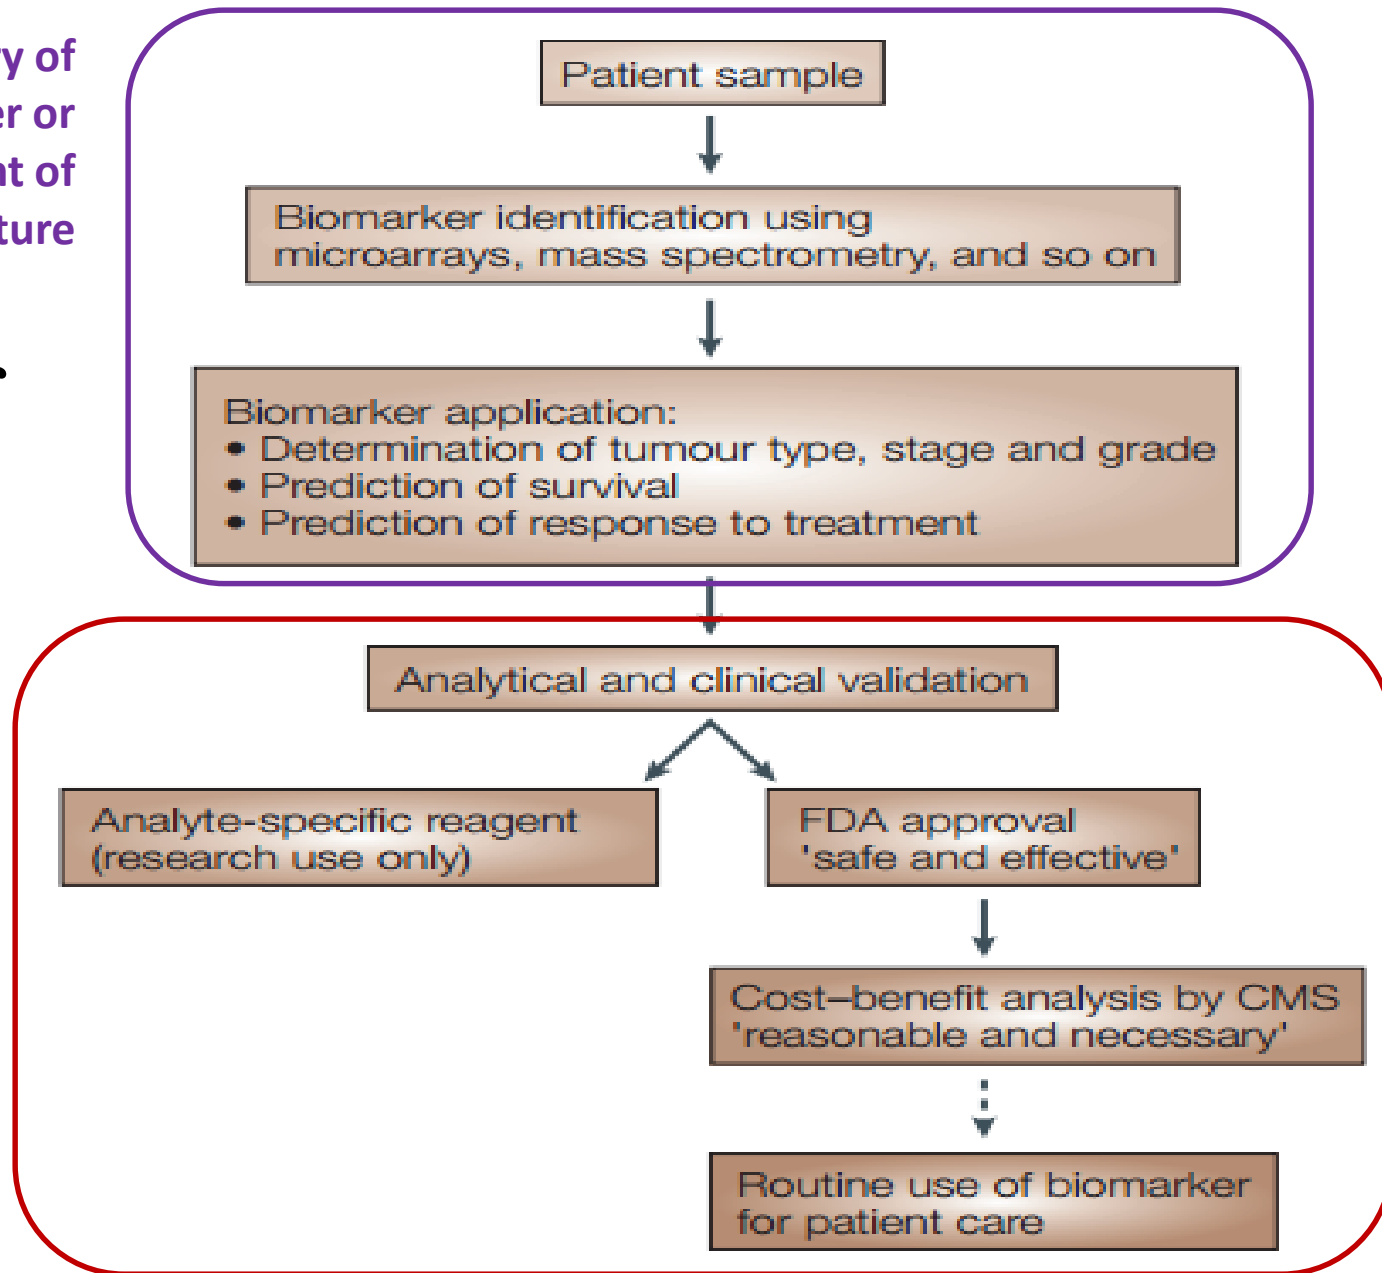 ry of
er or
nt of
ture
Patient sample
Biomarker identification using
microarrays, mass spectrometry, and so on
Biomarker application:
• Determination of tumour type, stage and grade
• Prediction of survival
• Prediction of response to treatment
Analytical and clinical validation
Analyte-specific reagent
(research use only)
FDA approval
'safe and effective'
Cost–benefit analysis by CMS
'reasonable and necessary'
Routine use of biomarker
for patient care